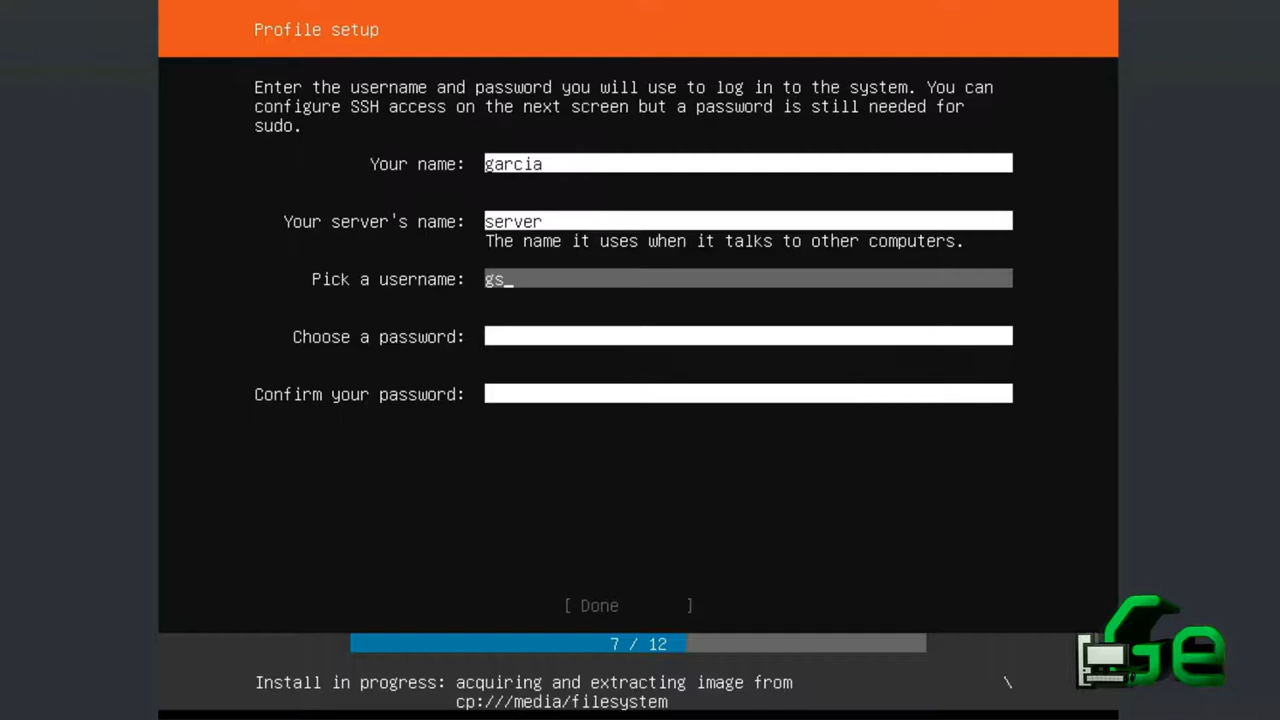 Profile setup
Enter the username and password you will use to log in to the system. You can
configure SSH access on the next screen but a password is still needed for
sudo.
Your name: garcia
Your server's name: server
The name it uses when it talks to other computers.
Pick a username: gs_
Choose a password:
Confirm your password:
[ Done ]
7 / 12
Install in progress: acquiring and extracting image from \
cp:///media/filesystem
Ge